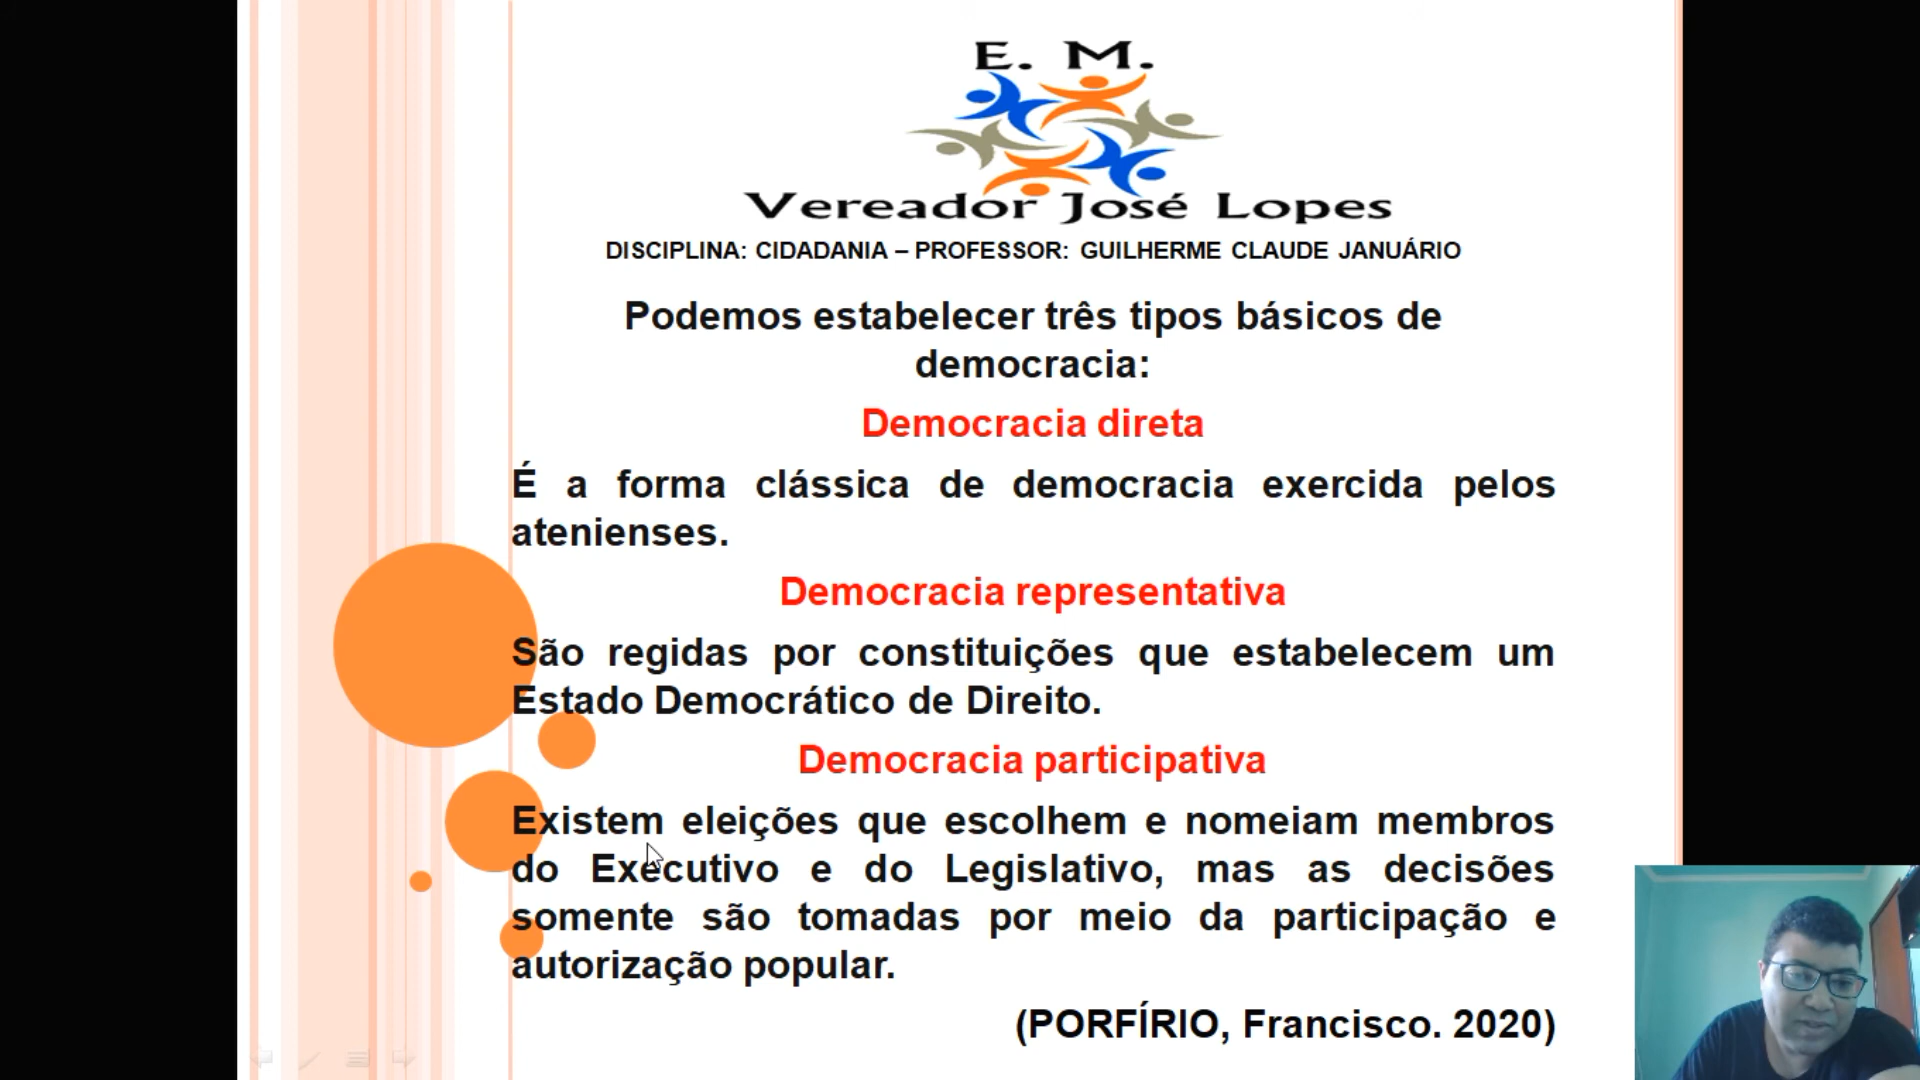 E. M.
Vereador José Lopes
DISCIPLINA: CIDADANIA – PROFESSOR: GUILHERME CLAUDE JANUÁRIO
Podemos estabelecer três tipos básicos de
democracia:
Democracia direta
É a forma clássica de democracia exercida pelos
atenienses.
Democracia representativa
São regidas por constituições que estabelecem um
Estado Democrático de Direito.
Democracia participativa
Existem eleições que escolhem e nomeiam membros
do Executivo e do Legislativo, mas as decisões
somente são tomadas por meio da participação e
autorização popular.
(PORFÍRIO, Francisco. 2020)